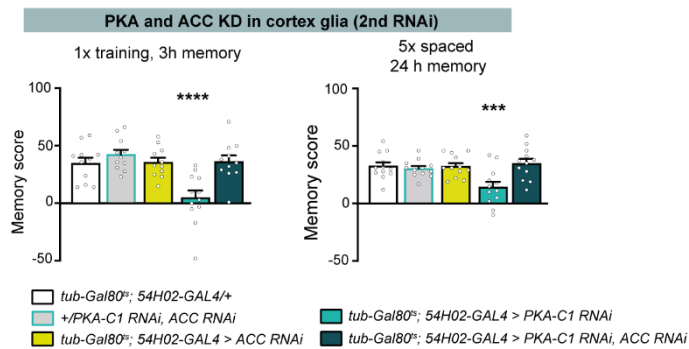 PKA and ACC KD in cortex glia (2nd RNAi)
1x training, 3h memory
5x spaced
24 h memory
100
50
0
-50
Memory score
****
100
50
0
-50
Memory score
***
tub-Gal80ts; 54H02-GAL4/+
+/PKA-C1 RNAi, ACC RNAi
tub-Gal80ts; 54H02-GAL4 > ACC RNAi
tub-Gal80ts; 54H02-GAL4 > PKA-C1 RNAi
tub-Gal80ts; 54H02-GAL4 > PKA-C1 RNAi, ACC RNAi